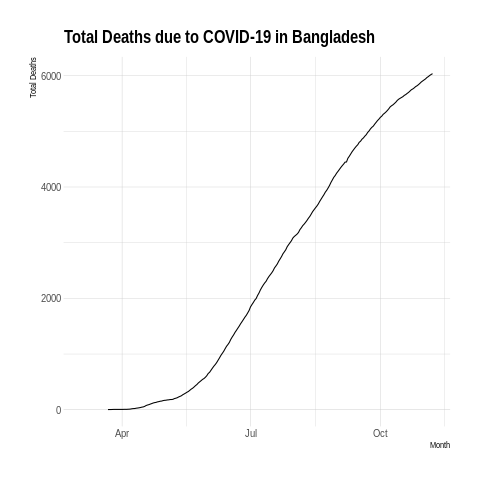 Total Deaths due to COVID-19 in Bangladesh
Total Deaths
6000
4000
2000
0
Apr Jul Oct
Month